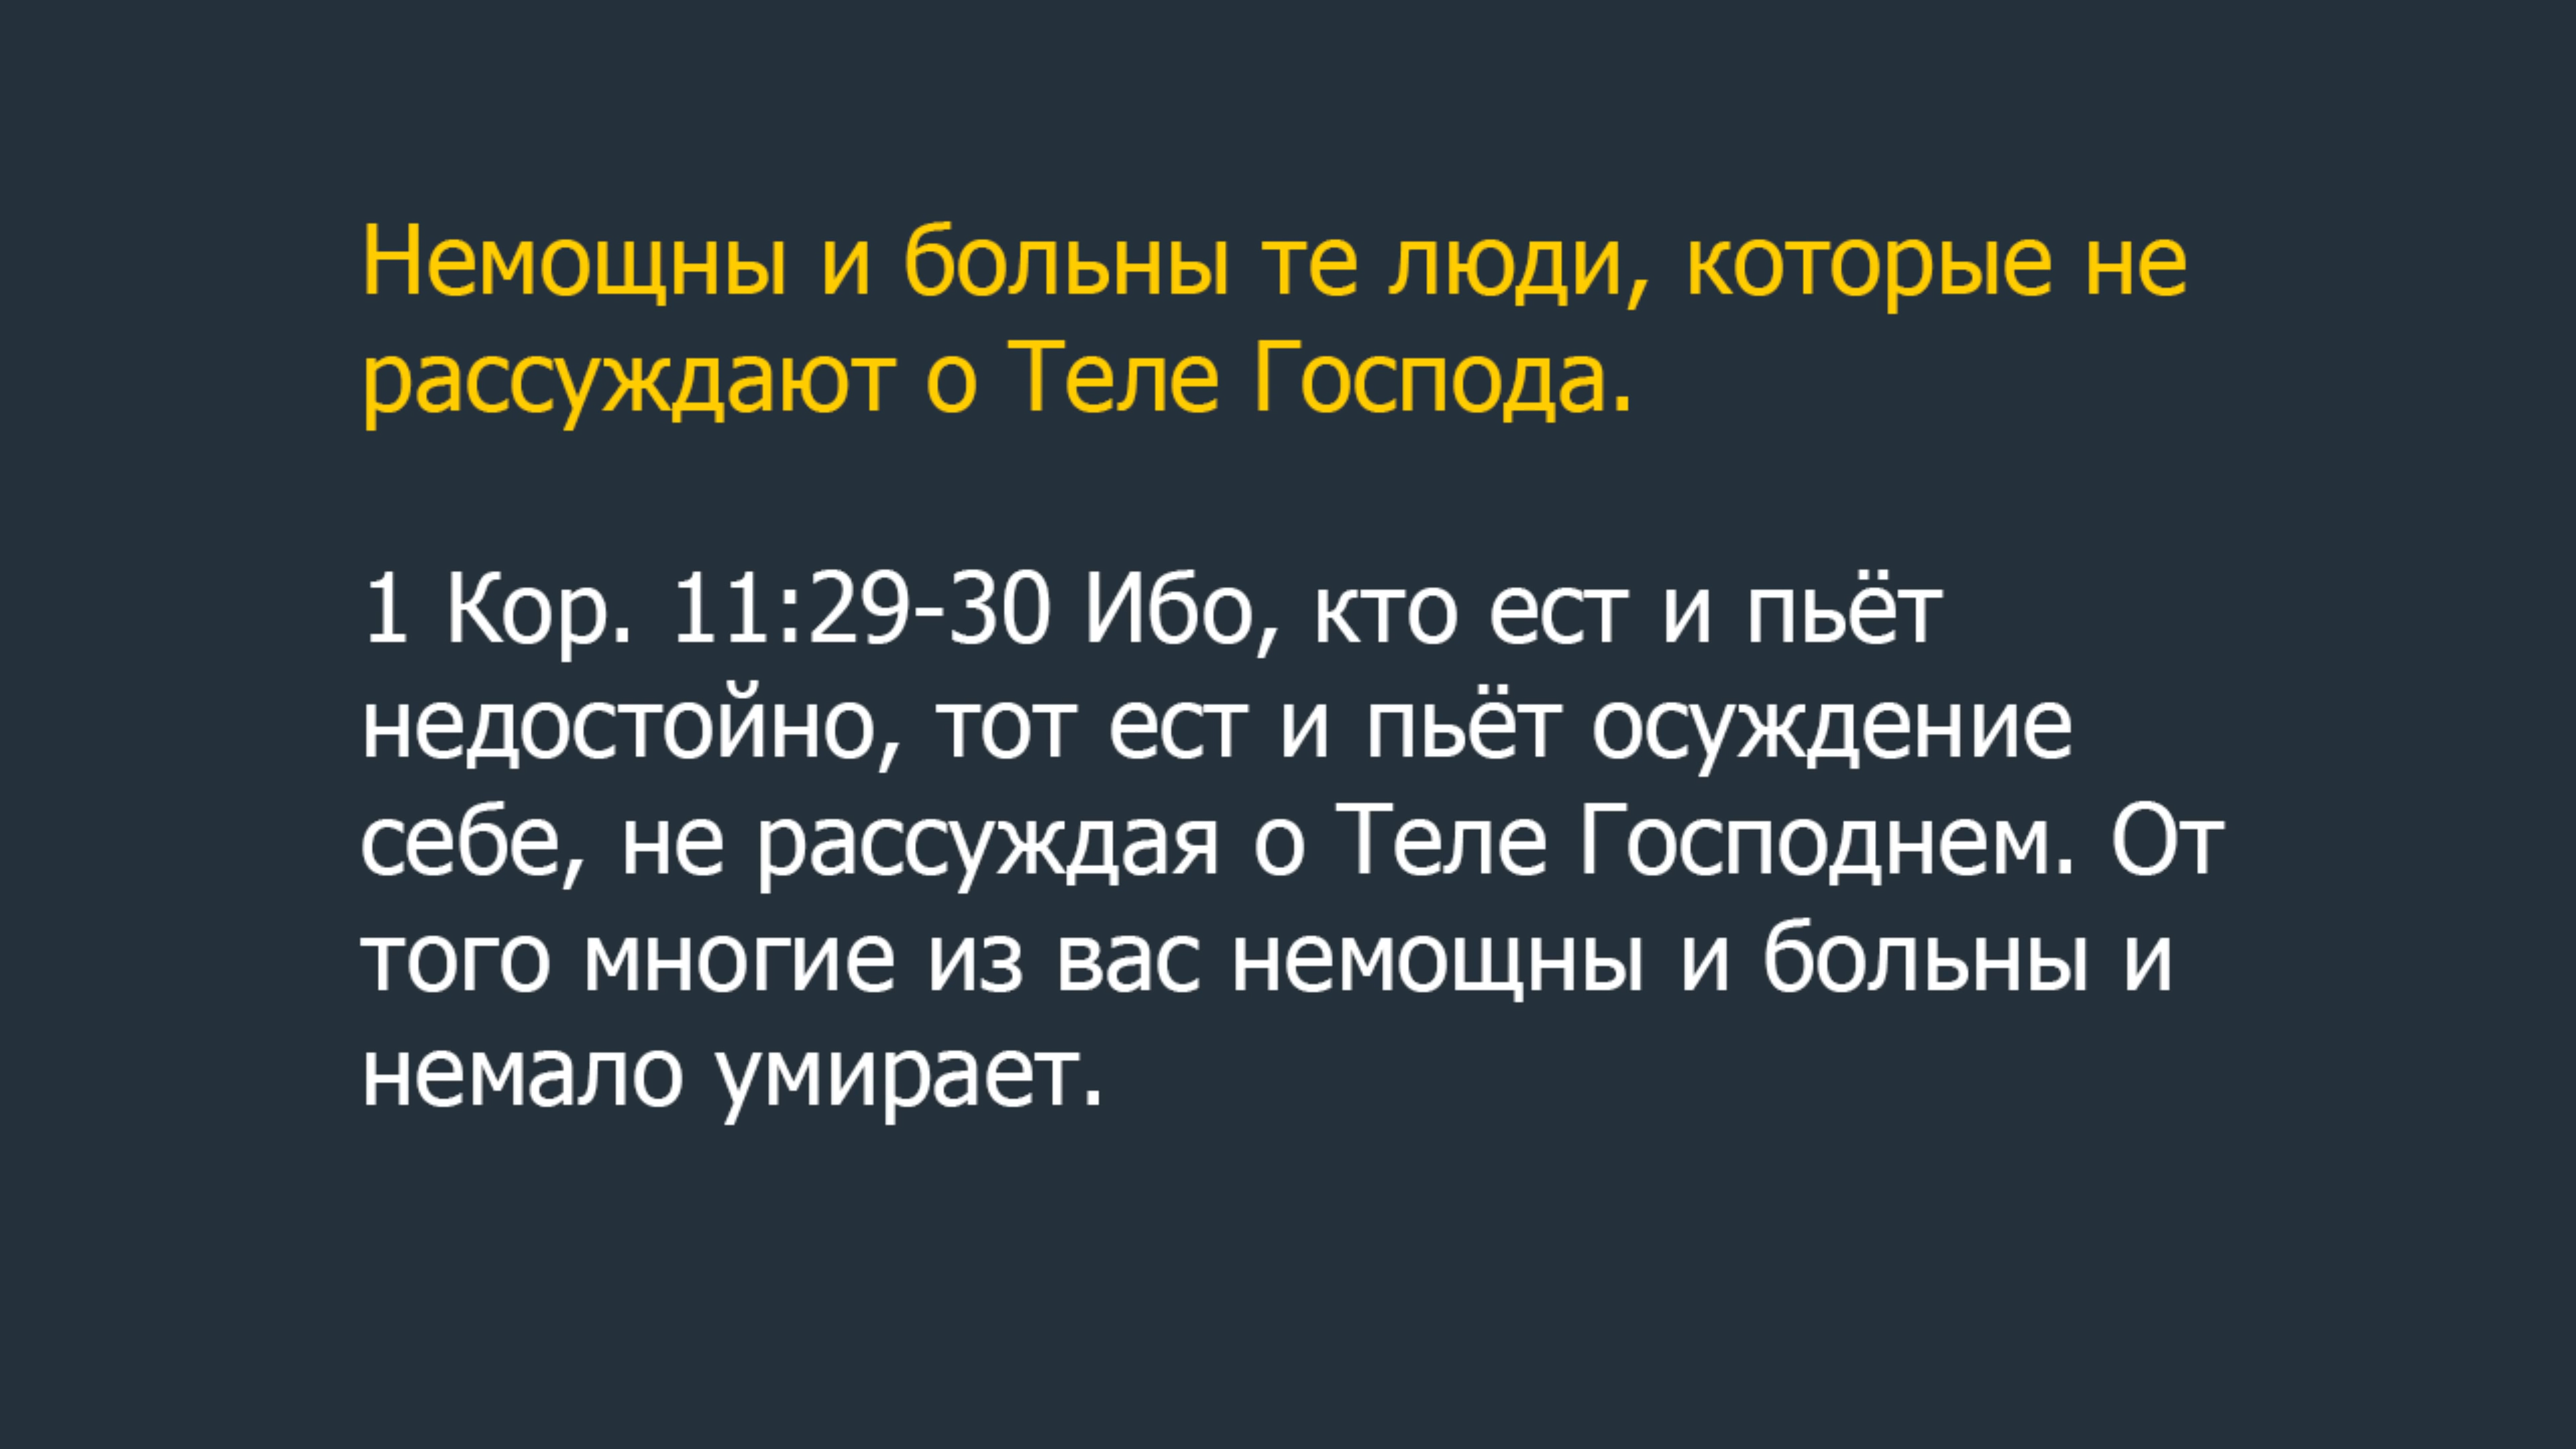 Немощны и больны те люди, которые не
рассуждают о Теле Господа.
1 Кор. 11:29-30 Ибо, кто ест и пьёт
недостойно, тот ест и пьёт осуждение
себе, не рассуждая о Теле Господнем. От
того многие из вас немощны и больны и
немало умирает.